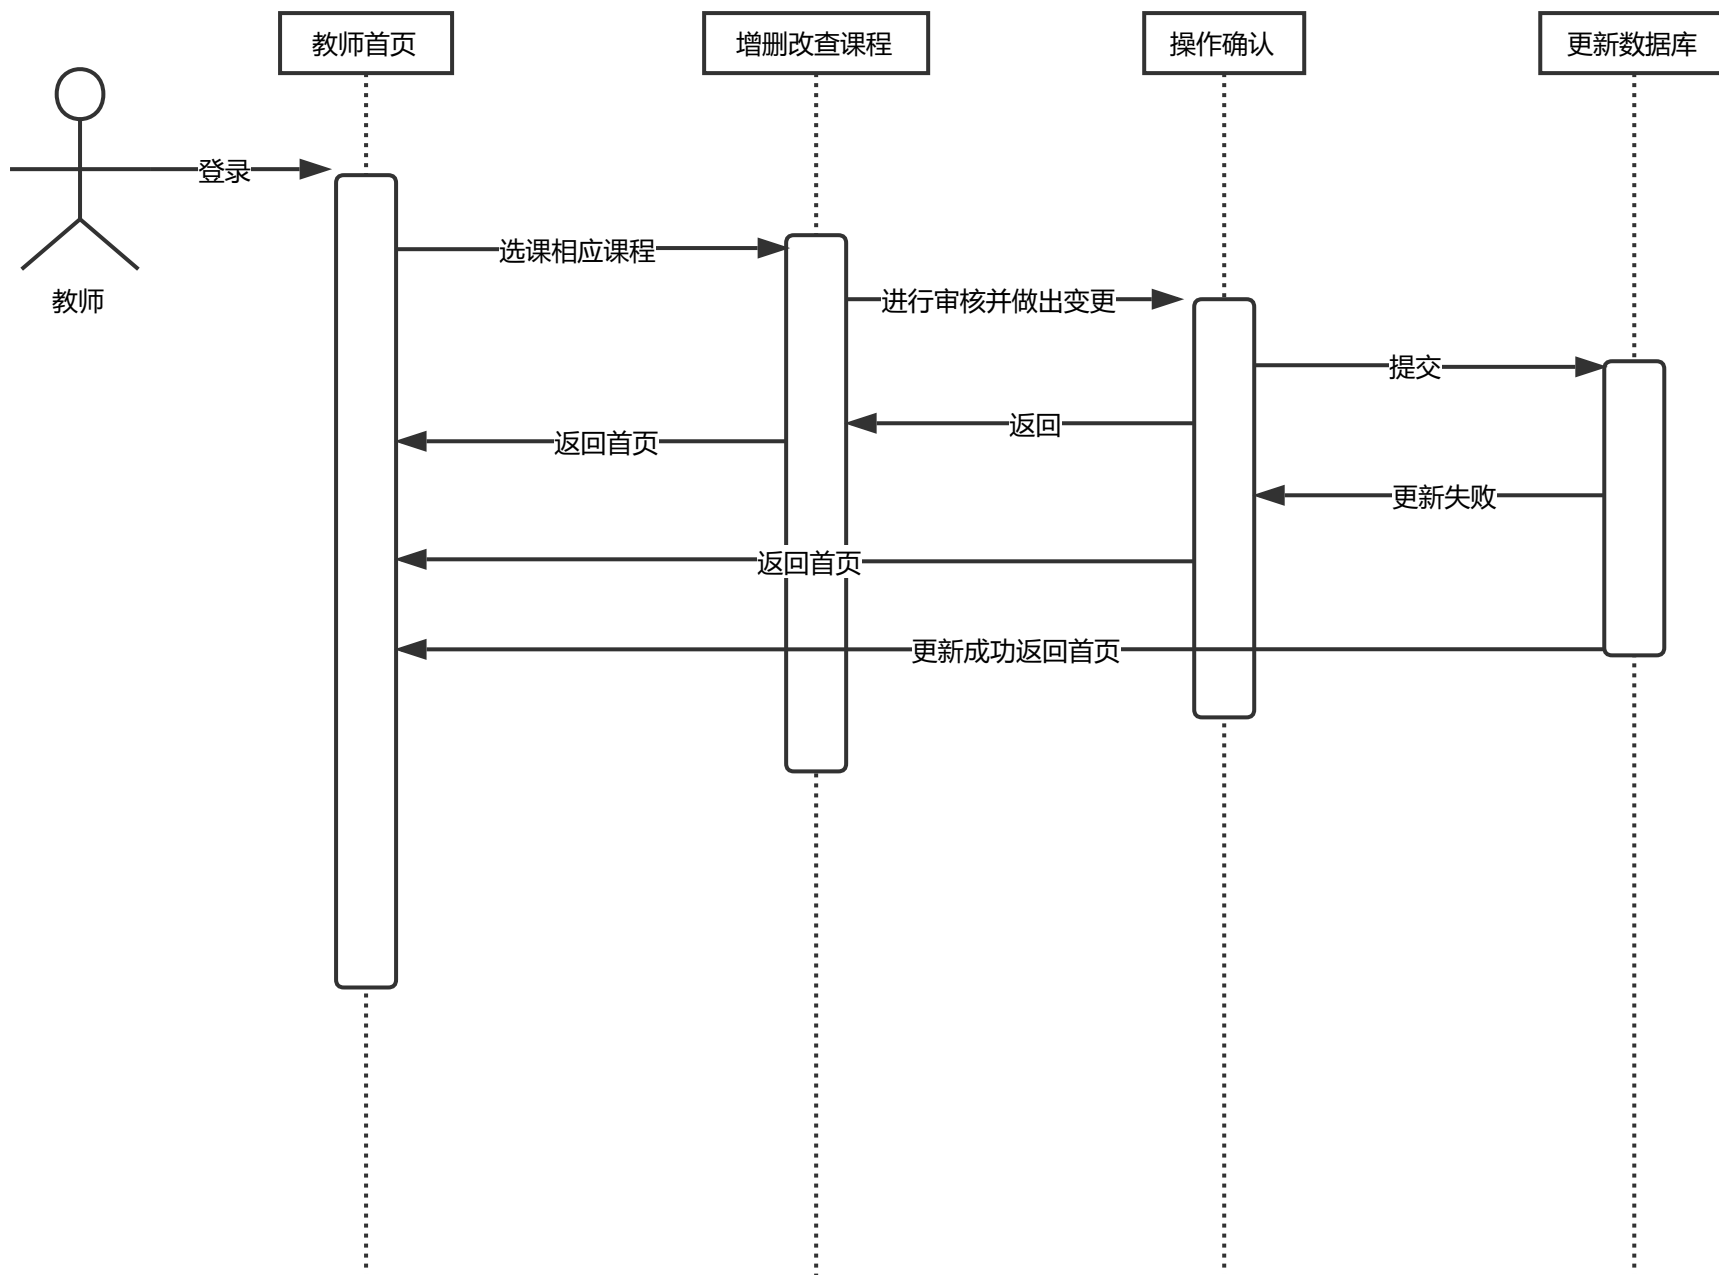 教师首页
增删改查课程
操作确认
更新数据库
登录
选课相应课程
教师
进行审核并做出变更
提交
返回
返回首页
更新失败
返回首页
更新成功返回首页